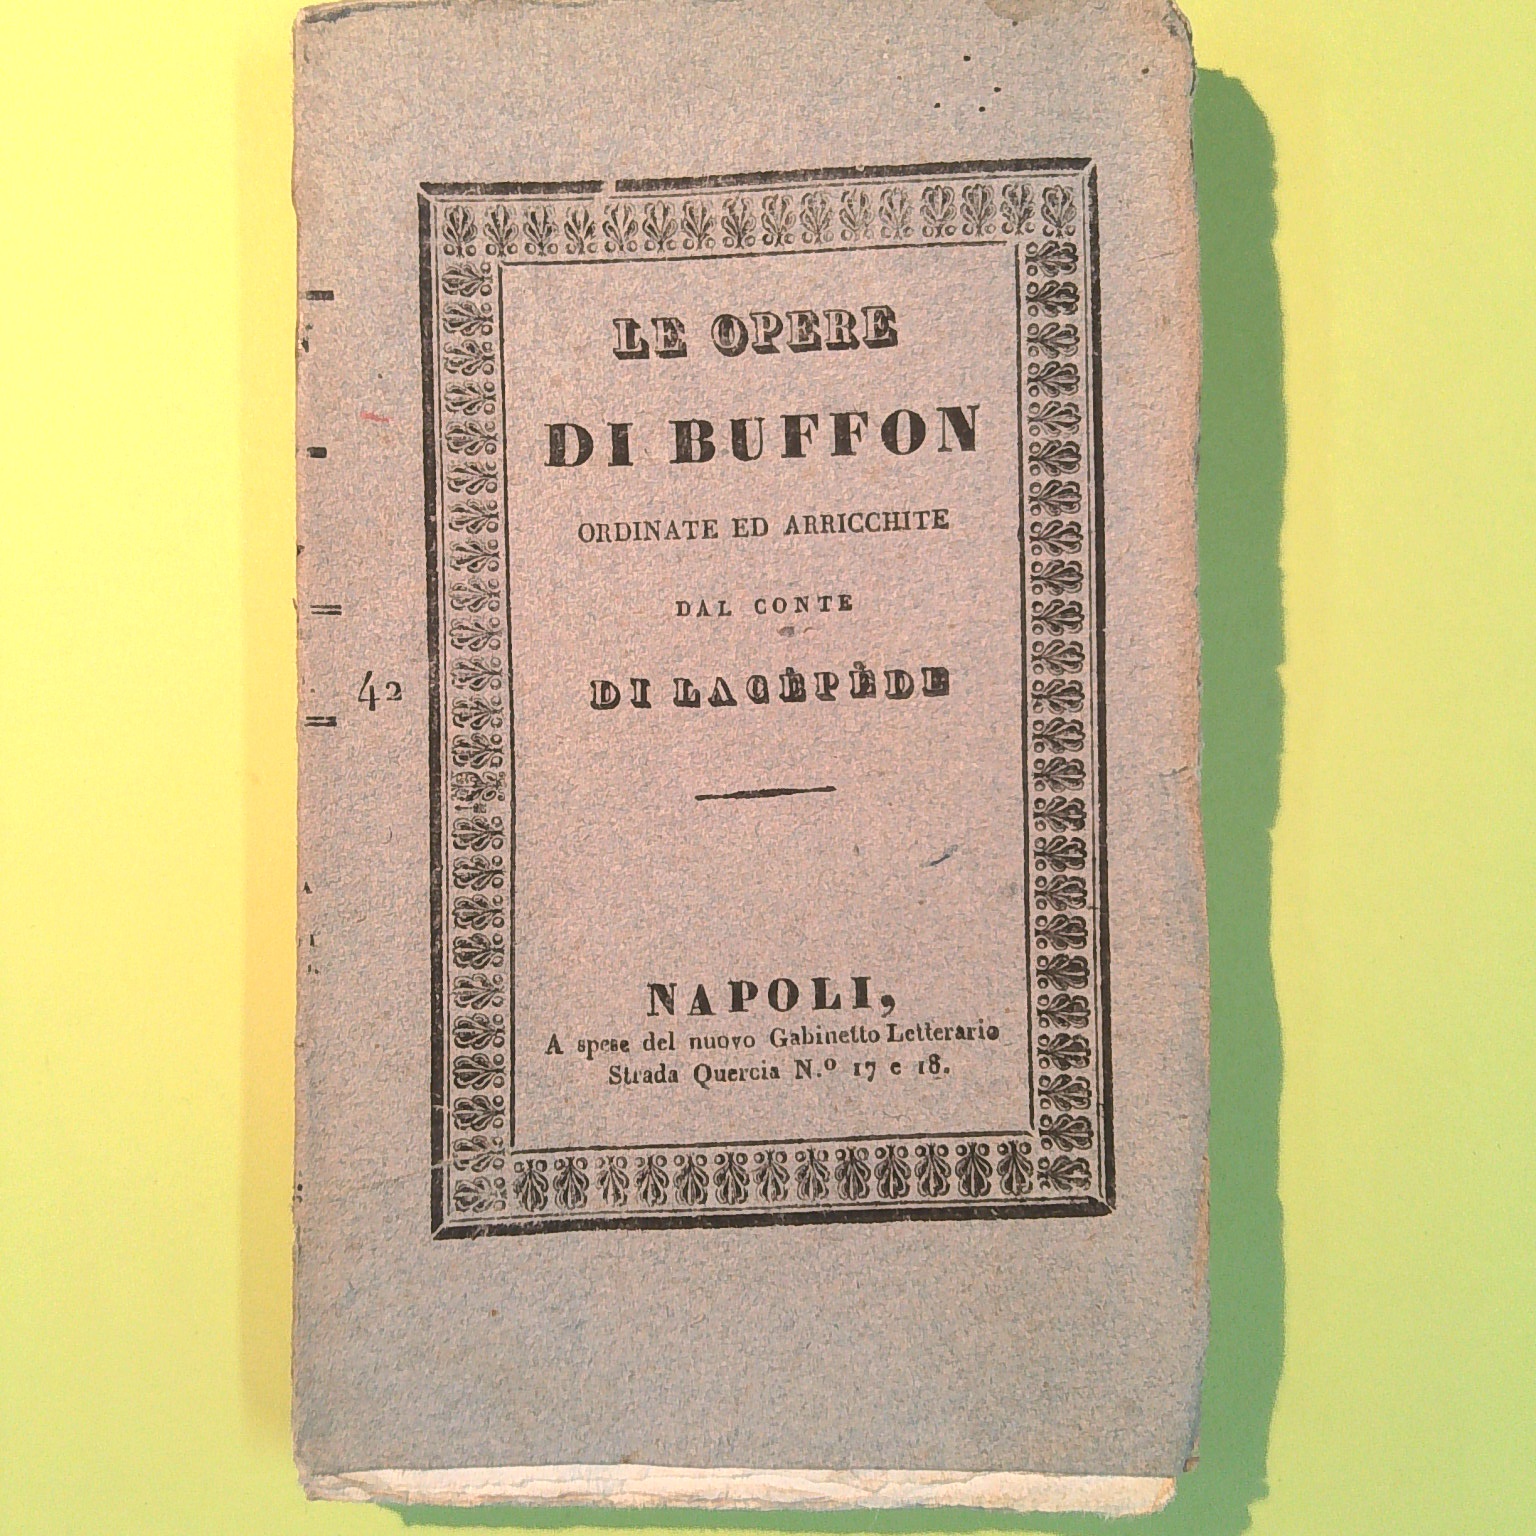 LE OPERE
DI BUFFON
ORDINATE ED ARRICCHITE
DAL CONTE
DI LACÈPÈDE
42
NAPOLI,
A spese del nuovo Gabinetto Letterario
Strada Quercia N.º 17 e 18.